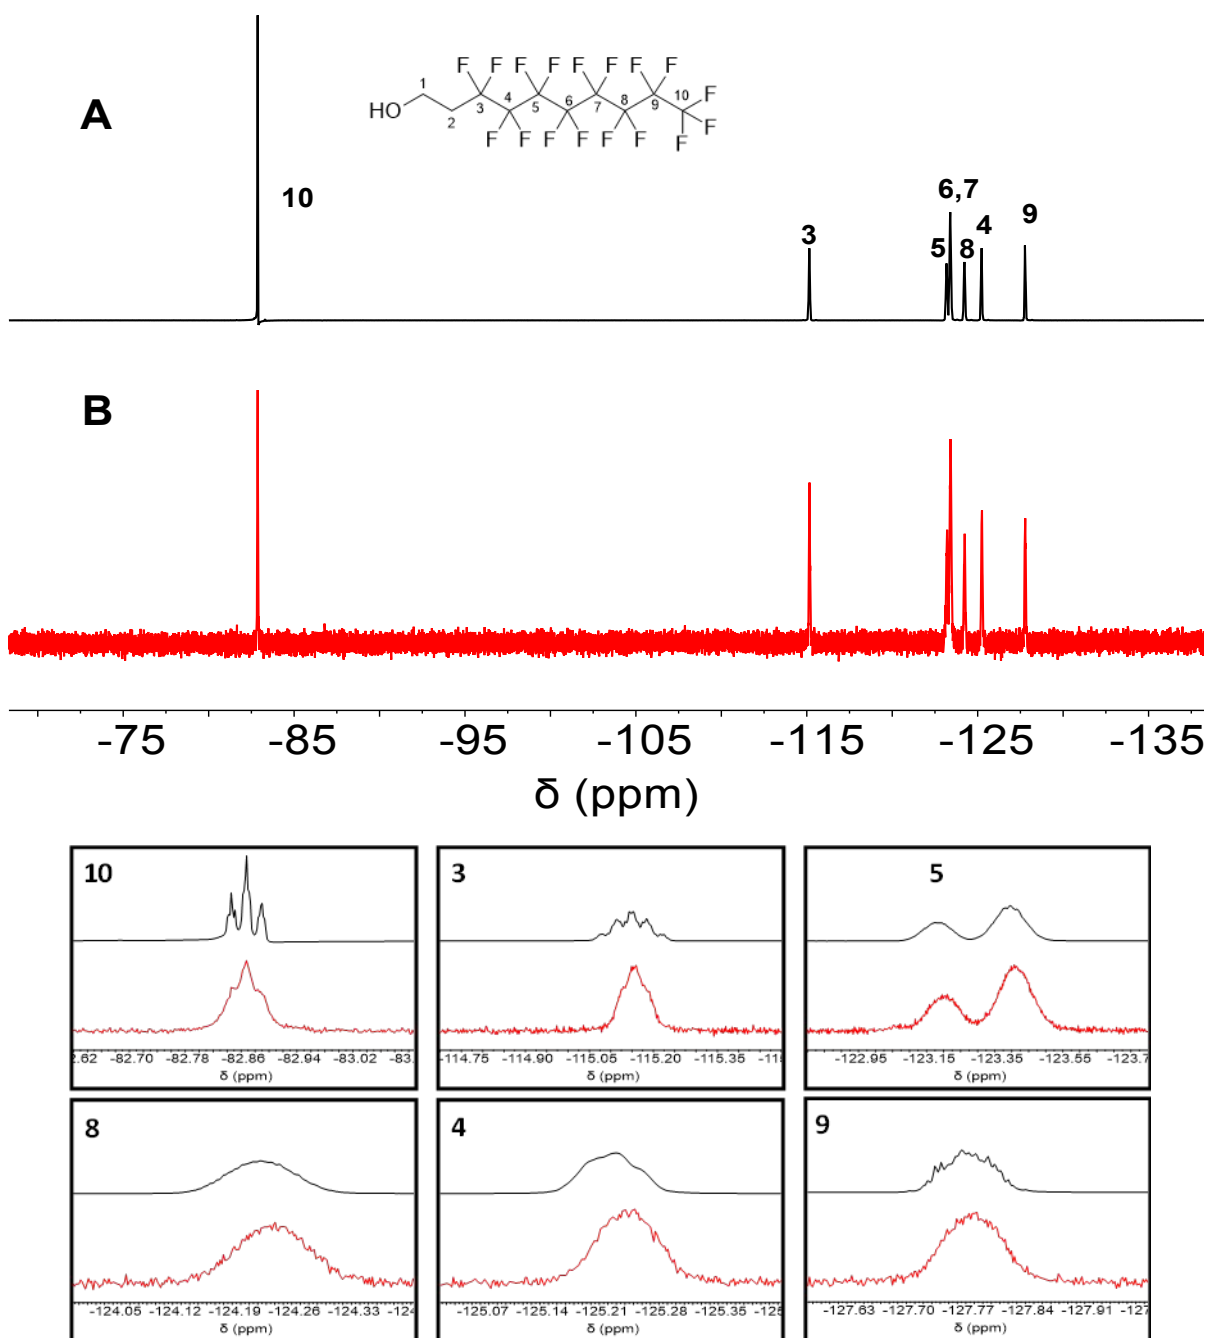 A
F F F F F F F F
1 10 F
HO 3 4 5 6 7 8 9 F
2 F F F F F F F
10
6,7
3 5 8 4 9
B
-75 -85 -95 -105 -115 -125 -135
δ (ppm)
10
2.62 -82.70 -82.78 -82.86 -82.94 -83.02 -83.
δ (ppm)
3
-114.75 -114.90 -115.05 -115.20 -115.35
δ (ppm)
5
-122.95 -123.15 -123.35 -123.55 -123.7
δ (ppm)
8
-124.05 -124.12 -124.19 -124.26 -124.33
δ (ppm)
4
-125.07 -125.14 -125.21 -125.28 -125.35
δ (ppm)
9
-127.63 -127.70 -127.77 -127.84 -127.91
δ (ppm)